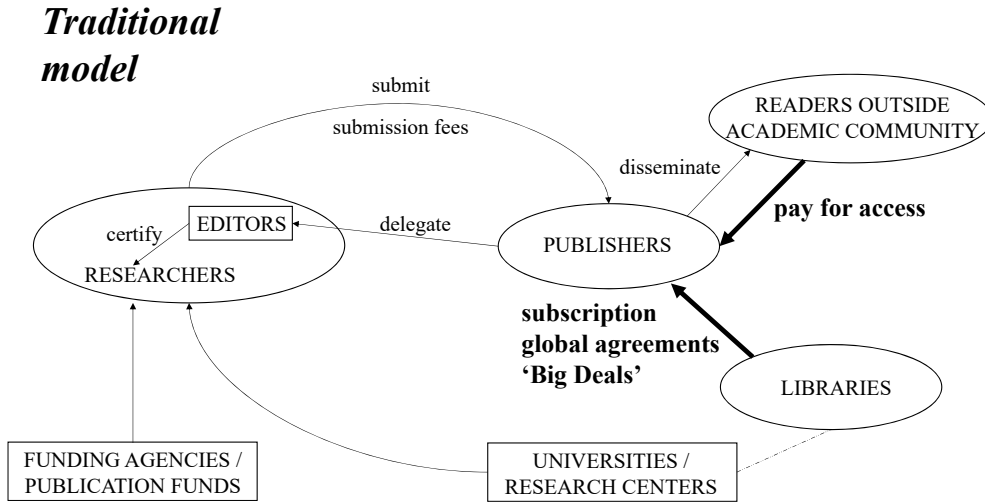 Traditional
model
submit
submission fees
READERS OUTSIDE
ACADEMIC COMMUNITY
disseminate
pay for access
EDITORS
certify
delegate
PUBLISHERS
RESEARCHERS
subscription
global agreements
‘Big Deals’
LIBRARIES
FUNDING AGENCIES /
PUBLICATION FUNDS
UNIVERSITIES /
RESEARCH CENTERS